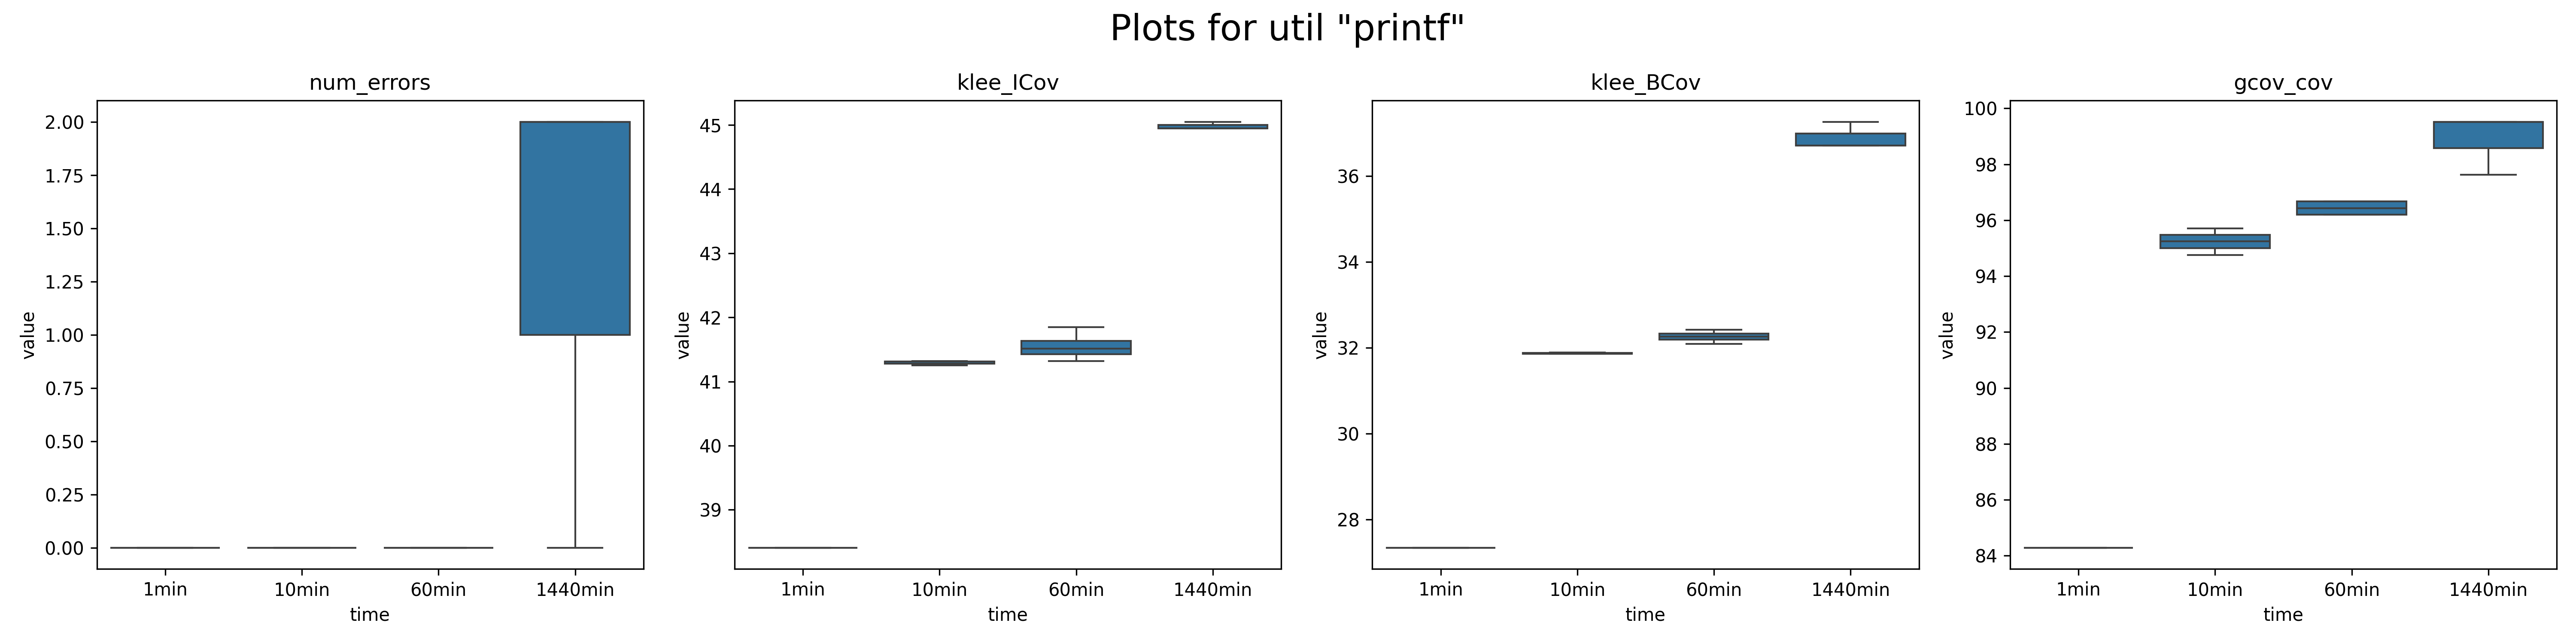 Plots for util "printf"
num_errors
2.00
1.75
1.50
1.25
1.00
0.75
0.50
0.25
0.00
value
1min 10min 60min 1440min
time
klee_ICov
45
44
43
42
41
40
39
value
1min 10min 60min 1440min
time
klee_BCov
36
34
32
30
28
value
1min 10min 60min 1440min
time
gcov_cov
100
98
96
94
92
90
88
86
84
value
1min 10min 60min 1440min
time